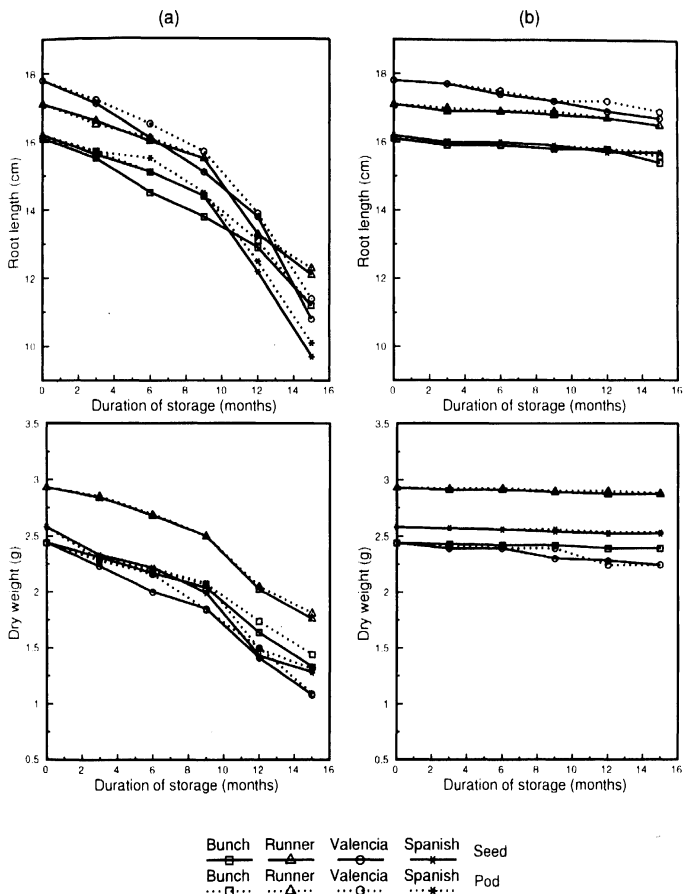 (a)
(b)
Root length (cm)
18
16
14
12
10
0 2 4 6 8 10 12 14 16
Duration of storage (months)
Root length (cm)
18
16
14
12
10
0 2 4 6 8 10 12 14 16
Duration of storage (months)
Dry weight (g)
3.5
3
2.5
2
1.5
1
0.5
0 2 4 6 8 10 12 14 16
Duration of storage (months)
Dry weight (g)
3.5
3
2.5
2
1.5
1
0.5
0 2 4 6 8 10 12 14 16
Duration of storage (months)
Bunch Runner Valencia Spanish Seed
Bunch Runner Valencia Spanish Pod